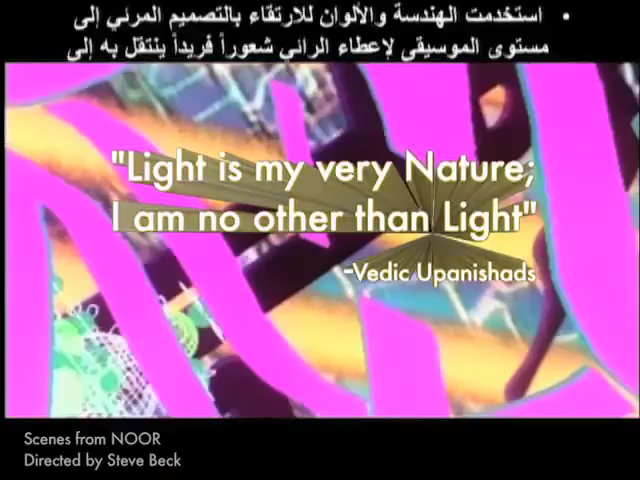 • استخدمت الهندسة والألوان للارتقاء بالتصميم المرئي إلى
مستوى الموسيقى لإعطاء الرائي شعوراً فريداً ينتقل به إلى
"Light is my very Nature;
I am no other than Light"
-Vedic Upanishads
Scenes from NOOR
Directed by Steve Beck